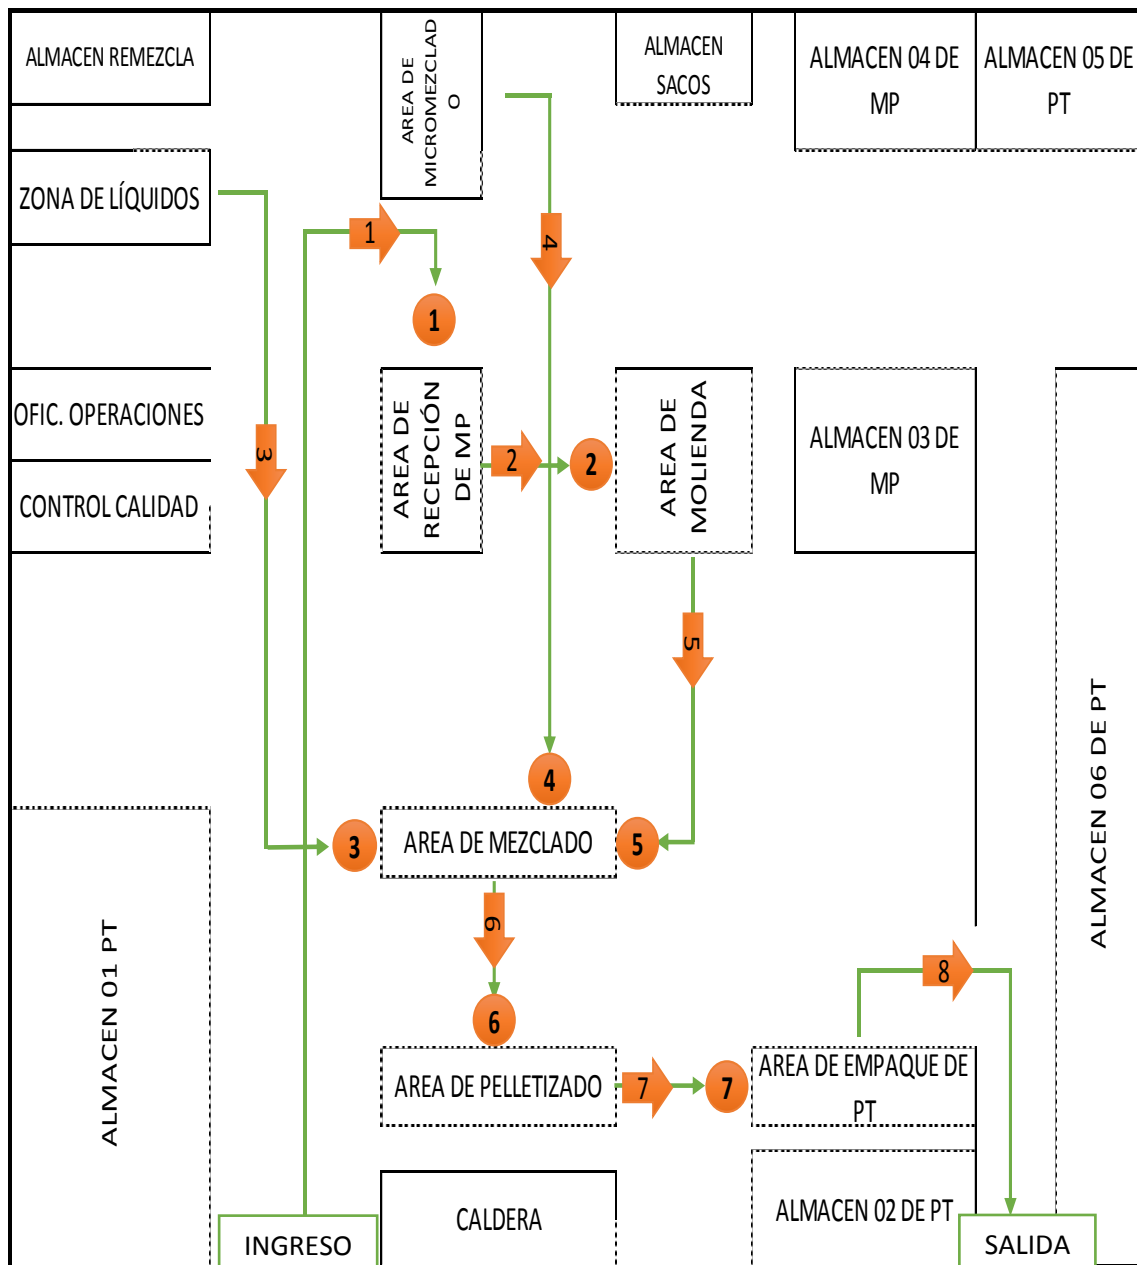 ALMACEN REMEZCLA
AREA DE
MICROMEZCLAD
O
ALMACEN
SACOS
ALMACEN 04 DE
MP
ALMACEN 05 DE
PT
ZONA DE LÍQUIDOS
1
4
1
OFIC. OPERACIONES
CONTROL CALIDAD
3
AREA DE
RECEPCIÓN
DE MP
2
2
AREA DE
MOLIENDA
ALMACEN 03 DE
MP
5
ALMACEN 06 DE PT
4
3
AREA DE MEZCLADO
5
ALMACEN 01 PT
6
8
6
AREA DE PELLETIZADO
7
7
AREA DE EMPAQUE DE
PT
CALDERA
ALMACEN 02 DE PT
INGRESO
SALIDA